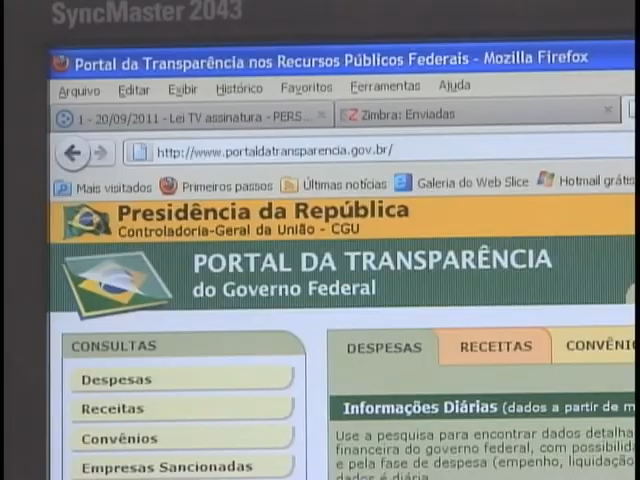 SyncMaster 2043
Portal da Transparência nos Recursos Públicos Federais - Mozilla Firefox
Arquivo Editar Exibir Histórico Favoritos Ferramentas Ajuda
1 - 20/09/2011 - Lei TV assinatura - PERS... Zimbra: Enviadas
http://www.portaldatransparencia.gov.br/
Mais visitados Primeiros passos Últimas notícias Galeria do Web Slice Hotmail grátis
Presidência da República
Controladoria-Geral da União - CGU
PORTAL DA TRANSPARÊNCIA
do Governo Federal
CONSULTAS
Despesas
Receitas
Convênios
Empresas Sancionadas
DESPESAS RECEITAS CONVÊNI
Informações Diárias (dados a partir de m
Use a pesquisa para encontrar dados detalha
financeira do governo federal, com possibilid
e pela fase de despesa (empenho, liquidação
dados é diária